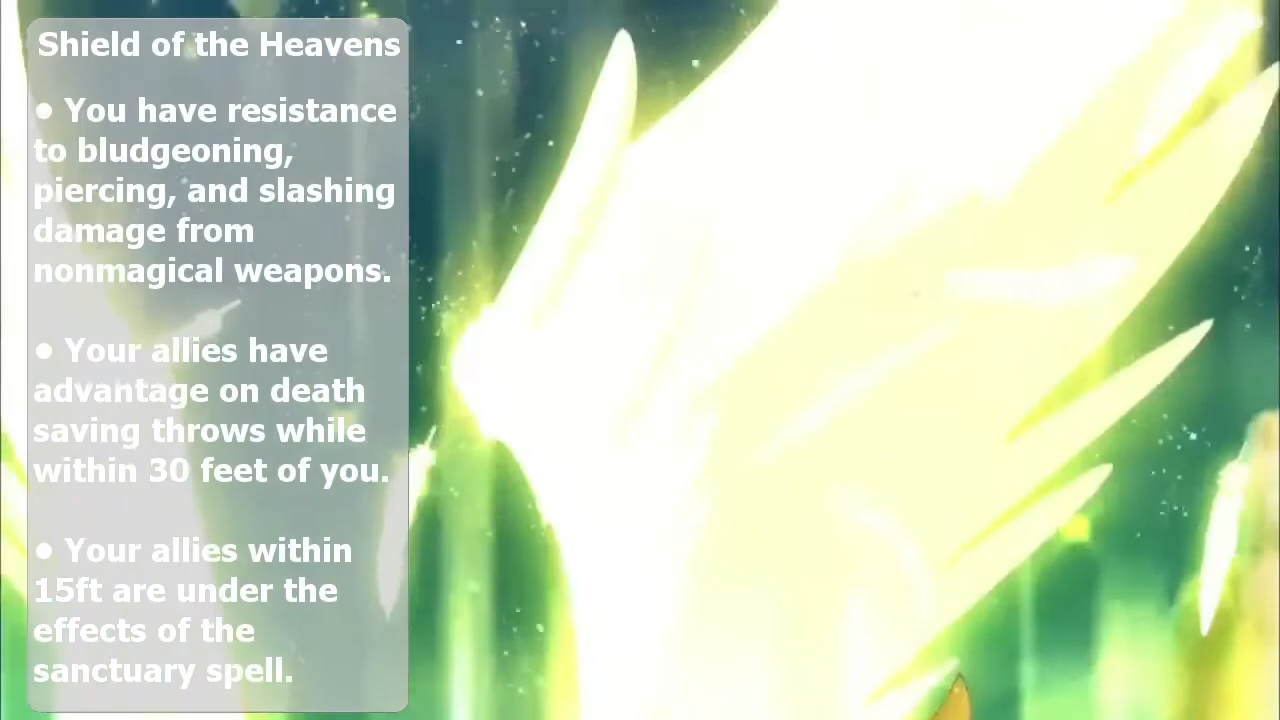 Shield of the Heavens
• You have resistance
to bludgeoning,
piercing, and slashing
damage from
nonmagical weapons.
• Your allies have
advantage on death
saving throws while
within 30 feet of you.
• Your allies within
15ft are under the
effects of the
sanctuary spell.